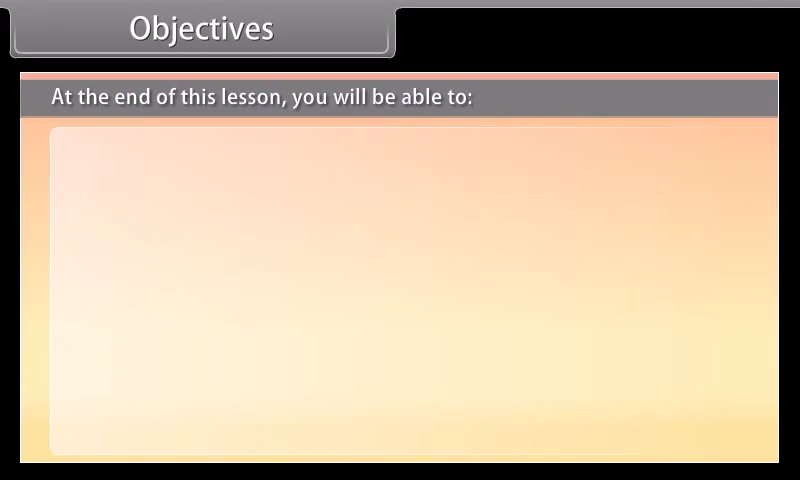 Objectives
At the end of this lesson, you will be able to: